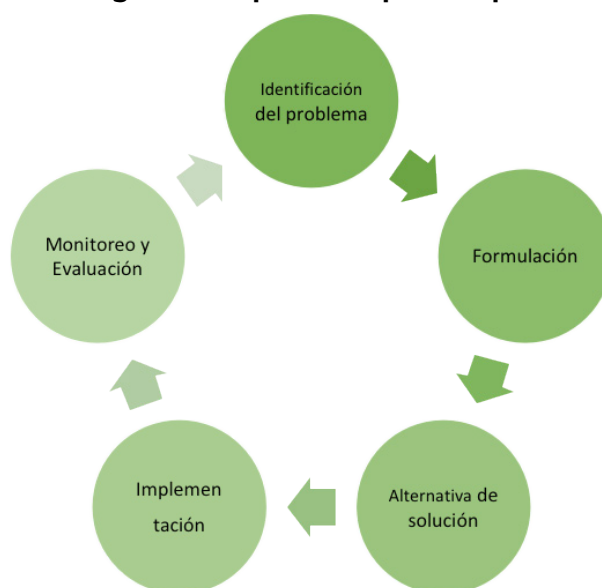 Identificación
del problema
Formulación
Alternativa de
solución
Implemen
tación
Monitoreo y
Evaluación